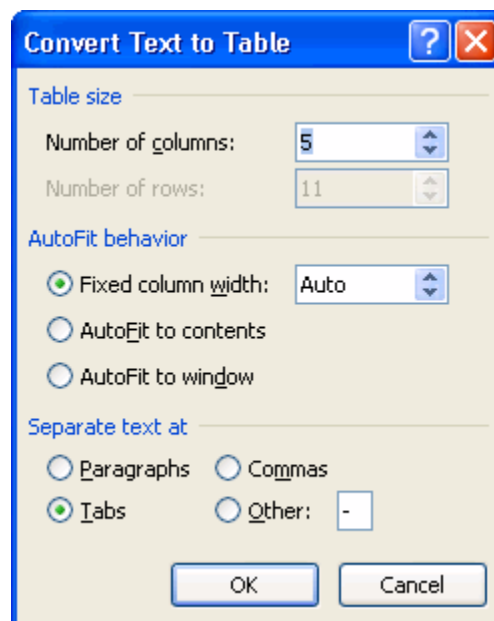 Convert Text to Table ?
Table size
Number of columns: 5
Number of rows: 11
AutoFit behavior
Fixed column width: Auto
AutoFit to contents
AutoFit to window
Separate text at
Paragraphs Commas
Tabs Other: -
OK Cancel